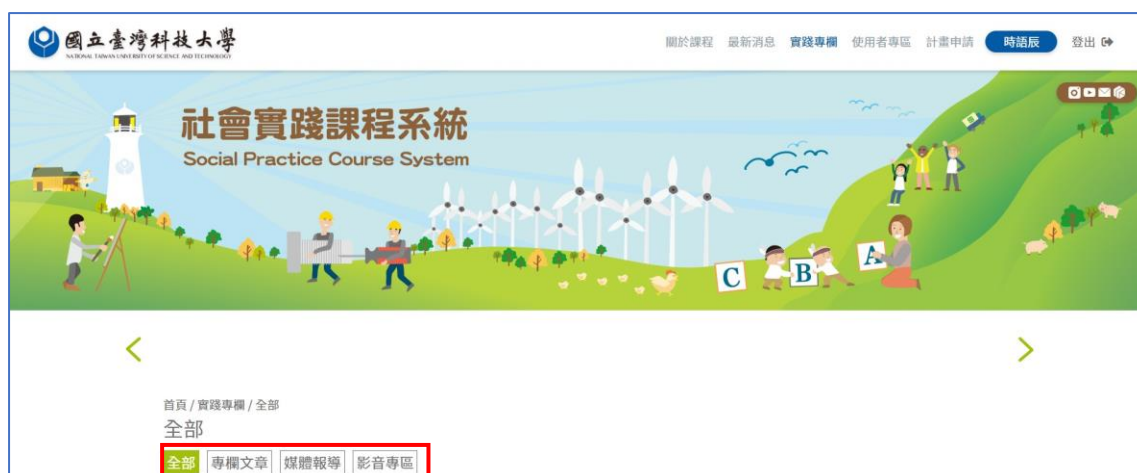 國立臺灣科技大學
NATIONAL TAIWAN UNIVERSITY OF SCIENCE AND TECHNOLOGY
關於課程 最新消息 實踐專欄 使用者專區 計畫申請 時語辰 登出
社會實踐課程系統
Social Practice Course System
C B A
首頁 / 實踐專欄 / 全部
全部
全部 專欄文章 媒體報導 影音專區